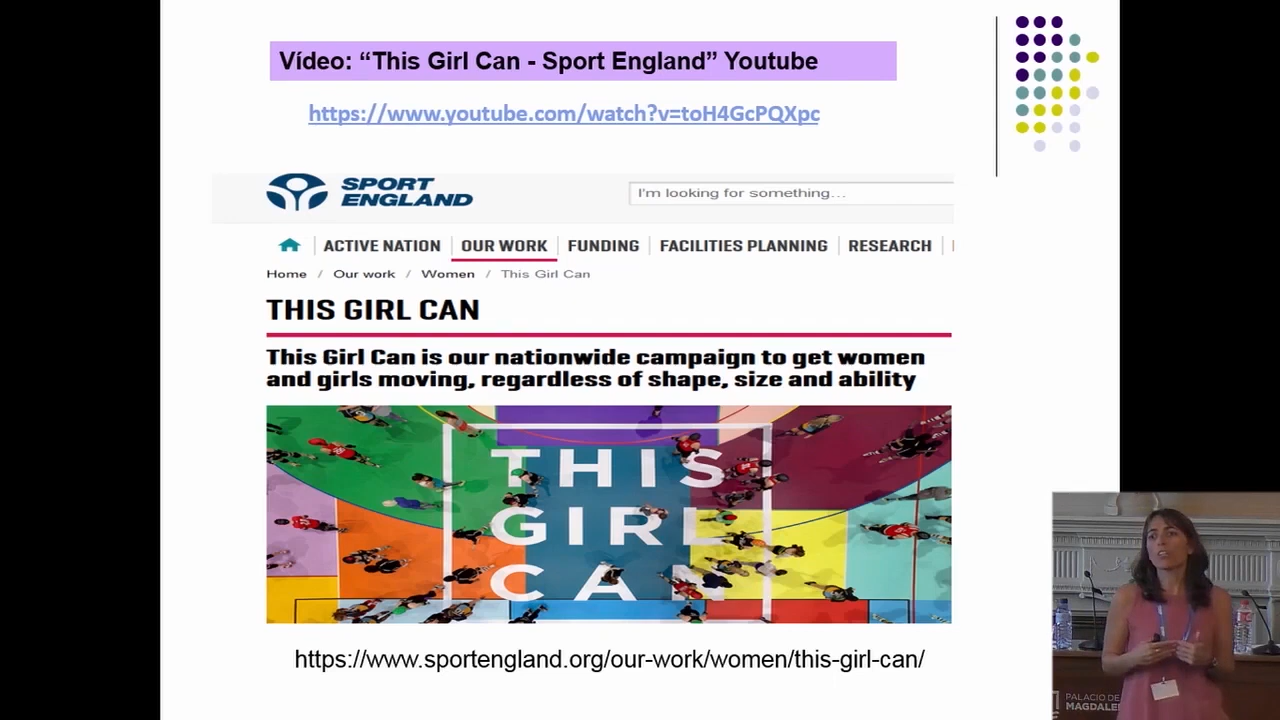 Vídeo: “This Girl Can - Sport England” Youtube
https://www.youtube.com/watch?v=toH4GcPQXpc
SPORT
ENGLAND
I'm looking for something...
ACTIVE NATION
OUR WORK
FUNDING
FACILITIES PLANNING
RESEARCH
Home / Our work / Women / This Girl Can
THIS GIRL CAN
This Girl Can is our nationwide campaign to get women
and girls moving, regardless of shape, size and ability
THIS
GIRL
CAN
https://www.sportengland.org/our-work/women/this-girl-can/
PALACIO DE
MAGDALE